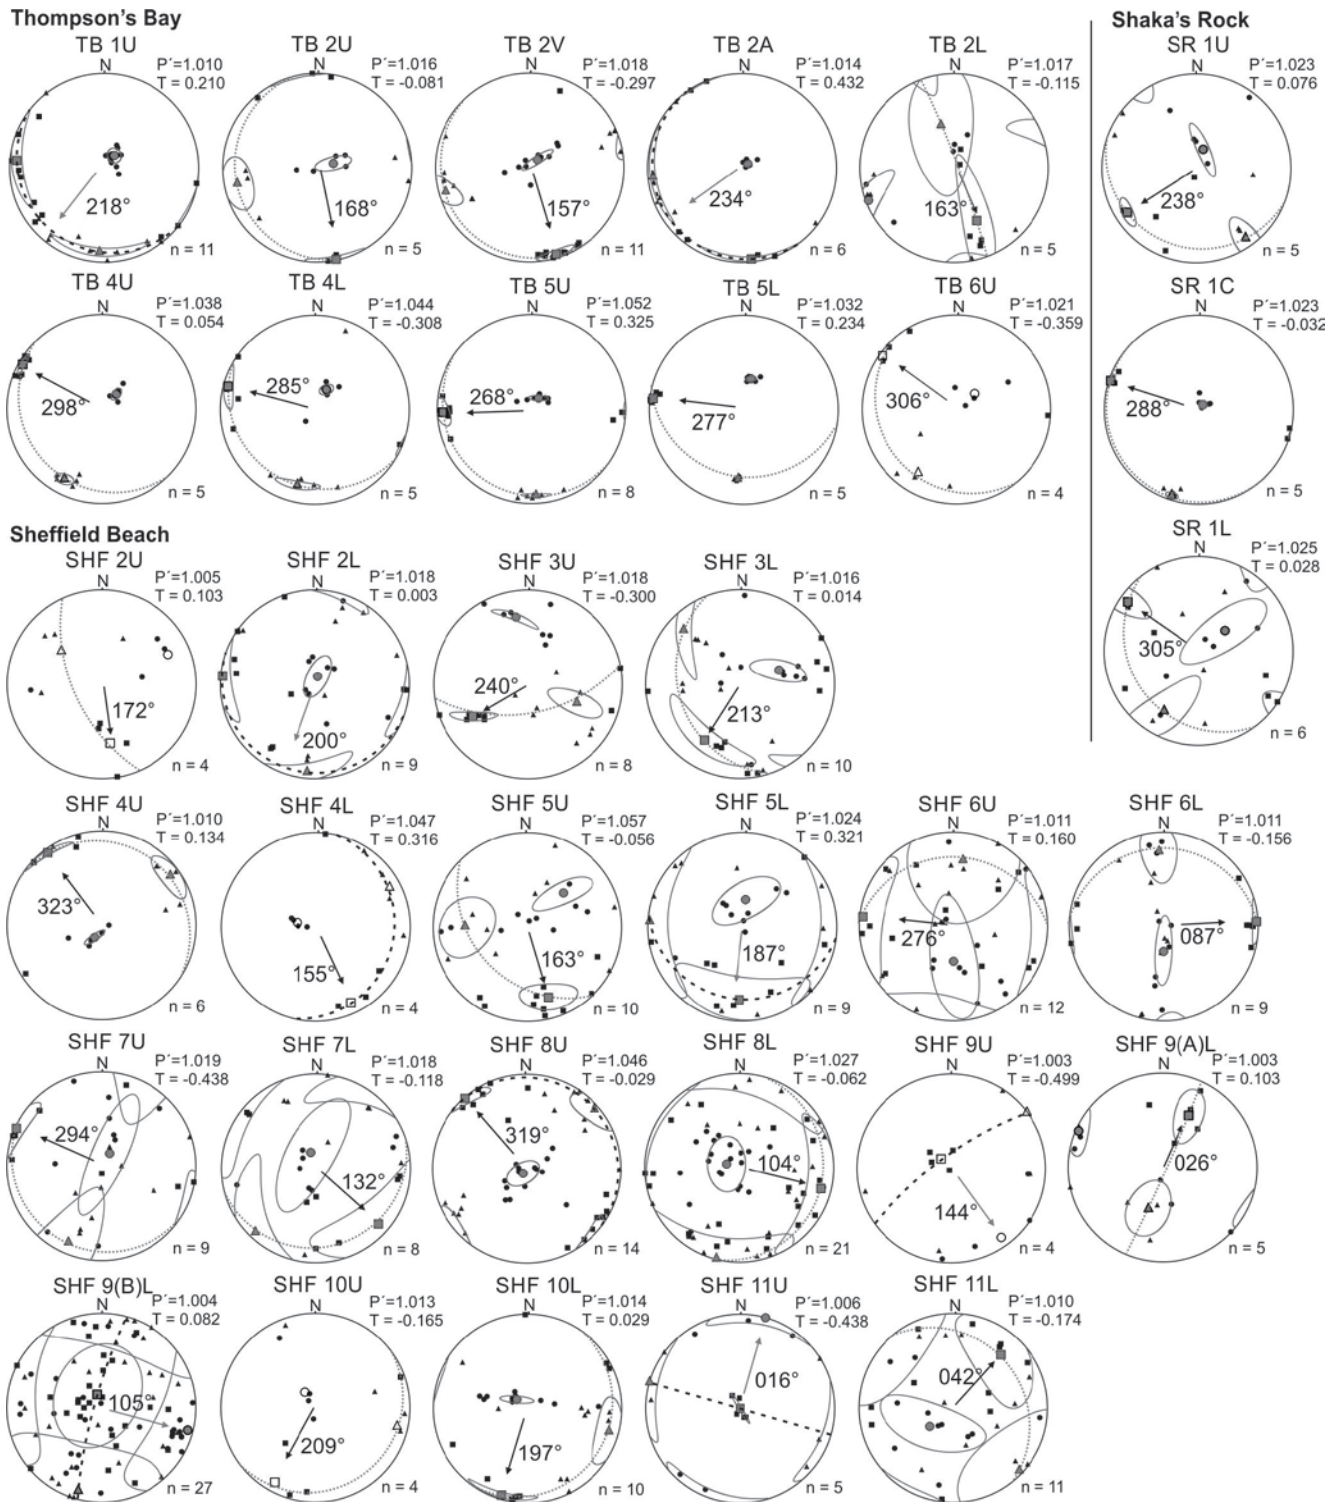 Thompson's Bay
Shaka's Rock
TB 1U
N
P´=1.010
T = 0.210
218°
n = 11
TB 2U
N
P´=1.016
T = -0.081
168°
n = 5
TB 2V
N
P´=1.018
T = -0.297
157°
n = 11
TB 2A
N
P´=1.014
T = 0.432
234°
n = 6
TB 2L
N
P´=1.017
T = -0.115
163°
n = 5
SR 1U
N
P´=1.023
T = 0.076
238°
n = 5
TB 4U
N
P´=1.038
T = 0.054
298°
n = 5
TB 4L
N
P´=1.044
T = -0.308
285°
n = 5
TB 5U
N
P´=1.052
T = 0.325
268°
n = 8
TB 5L
N
P´=1.032
T = 0.234
277°
n = 5
TB 6U
N
P´=1.021
T = -0.359
306°
n = 4
SR 1C
N
P´=1.023
T = -0.032
288°
n = 5
Sheffield Beach
SHF 2U
N
P´=1.005
T = 0.103
172°
n = 4
SHF 2L
N
P´=1.018
T = 0.003
200°
n = 9
SHF 3U
N
P´=1.018
T = -0.300
240°
n = 8
SHF 3L
N
P´=1.016
T = 0.014
213°
n = 10
SR 1L
N
P´=1.025
T = 0.028
305°
n = 6
SHF 4U
N
P´=1.010
T = 0.134
323°
n = 6
SHF 4L
N
P´=1.047
T = 0.316
155°
n = 4
SHF 5U
N
P´=1.057
T = -0.056
163°
n = 10
SHF 5L
N
P´=1.024
T = 0.321
187°
n = 9
SHF 6U
N
P´=1.011
T = 0.160
276°
n = 12
SHF 6L
N
P´=1.011
T = -0.156
087°
n = 9
SHF 7U
N
P´=1.019
T = -0.438
294°
n = 9
SHF 7L
N
P´=1.018
T = -0.118
132°
n = 8
SHF 8U
N
P´=1.046
T = -0.029
319°
n = 14
SHF 8L
N
P´=1.027
T = -0.062
104°
n = 21
SHF 9U
N
P´=1.003
T = -0.499
144°
n = 4
SHF 9(A)L
N
P´=1.003
T = 0.103
026°
n = 5
SHF 9(B)L
N
P´=1.004
T = 0.082
105°
n = 27
SHF 10U
N
P´=1.013
T = -0.165
209°
n = 4
SHF 10L
N
P´=1.014
T = 0.029
197°
n = 10
SHF 11U
N
P´=1.006
T = -0.438
016°
n = 5
SHF 11L
N
P´=1.010
T = -0.174
042°
n = 11